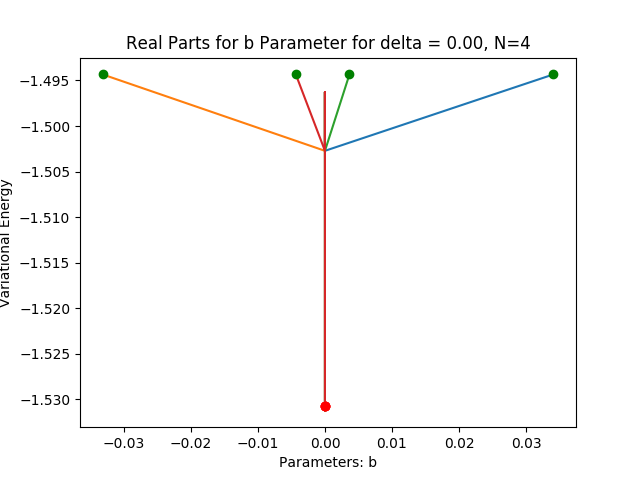 Real Parts for b Parameter for delta = 0.00, N=4
Variational Energy
−1.495
−1.500
−1.505
−1.510
−1.515
−1.520
−1.525
−1.530
−0.03 −0.02 −0.01 0.00 0.01 0.02 0.03
Parameters: b